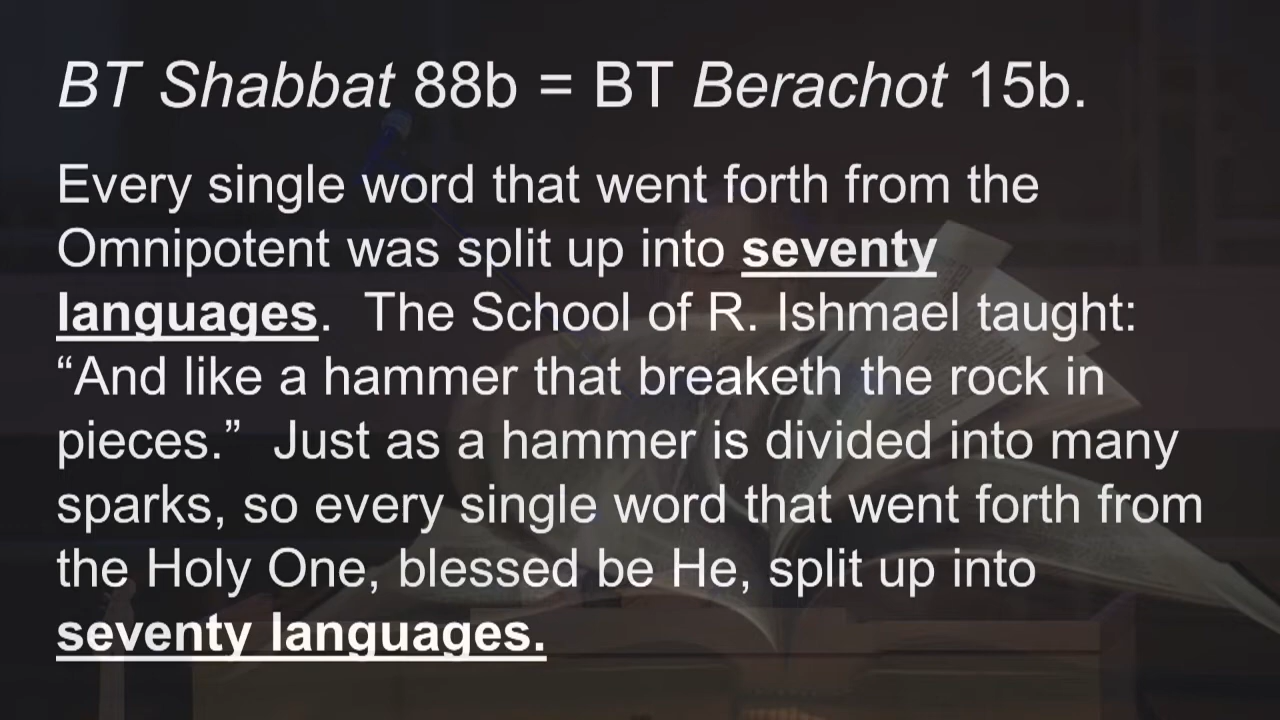 BT Shabbat 88b = BT Berachot 15b.
Every single word that went forth from the
Omnipotent was split up into seventy
languages.  The School of R. Ishmael taught:
“And like a hammer that breaketh the rock in
pieces.”  Just as a hammer is divided into many
sparks, so every single word that went forth from
the Holy One, blessed be He, split up into
seventy languages.